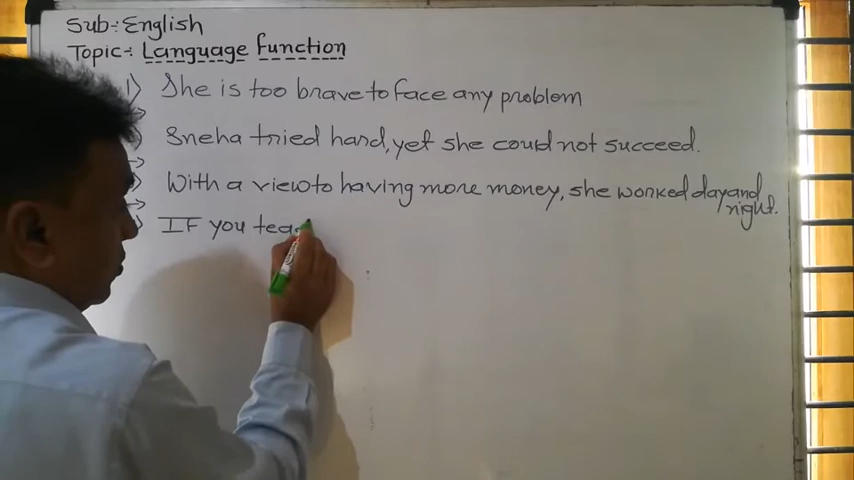 Sub:- English
Topic:- Language function
1) She is too brave to face any problem
Sneha tried hard, yet she could not succeed.
With a view to having more money, she worked day and
right.
IF you tea